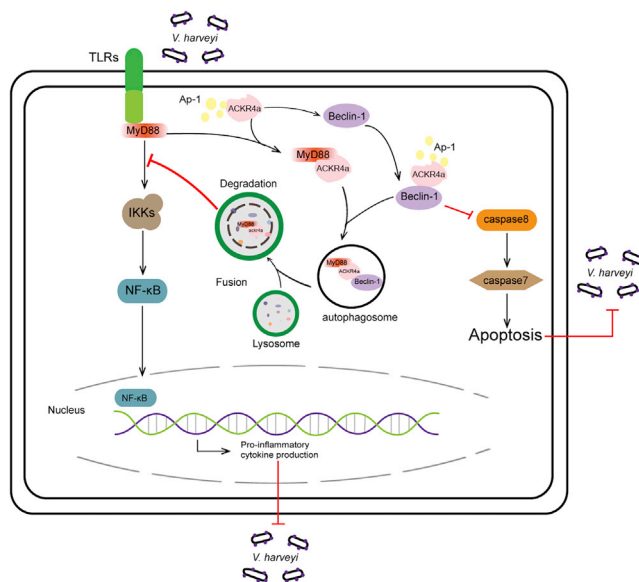 V. harveyi
TLRs
Ap-1
ACKR4a
Beclin-1
MyD88
Ap-1
MyD88
ACKR4a
ACKR4a
Beclin-1
Degradation
IKKs
caspase8
MyD88
ackr4a
MyD88
ACKR4a
Beclin-1
V. harveyi
NF-κB
Fusion
caspase7
autophagosome
Lysosome
Apoptosis
NF-κB
Nucleus
Pro-inflammatory
cytokine production
V. harveyi